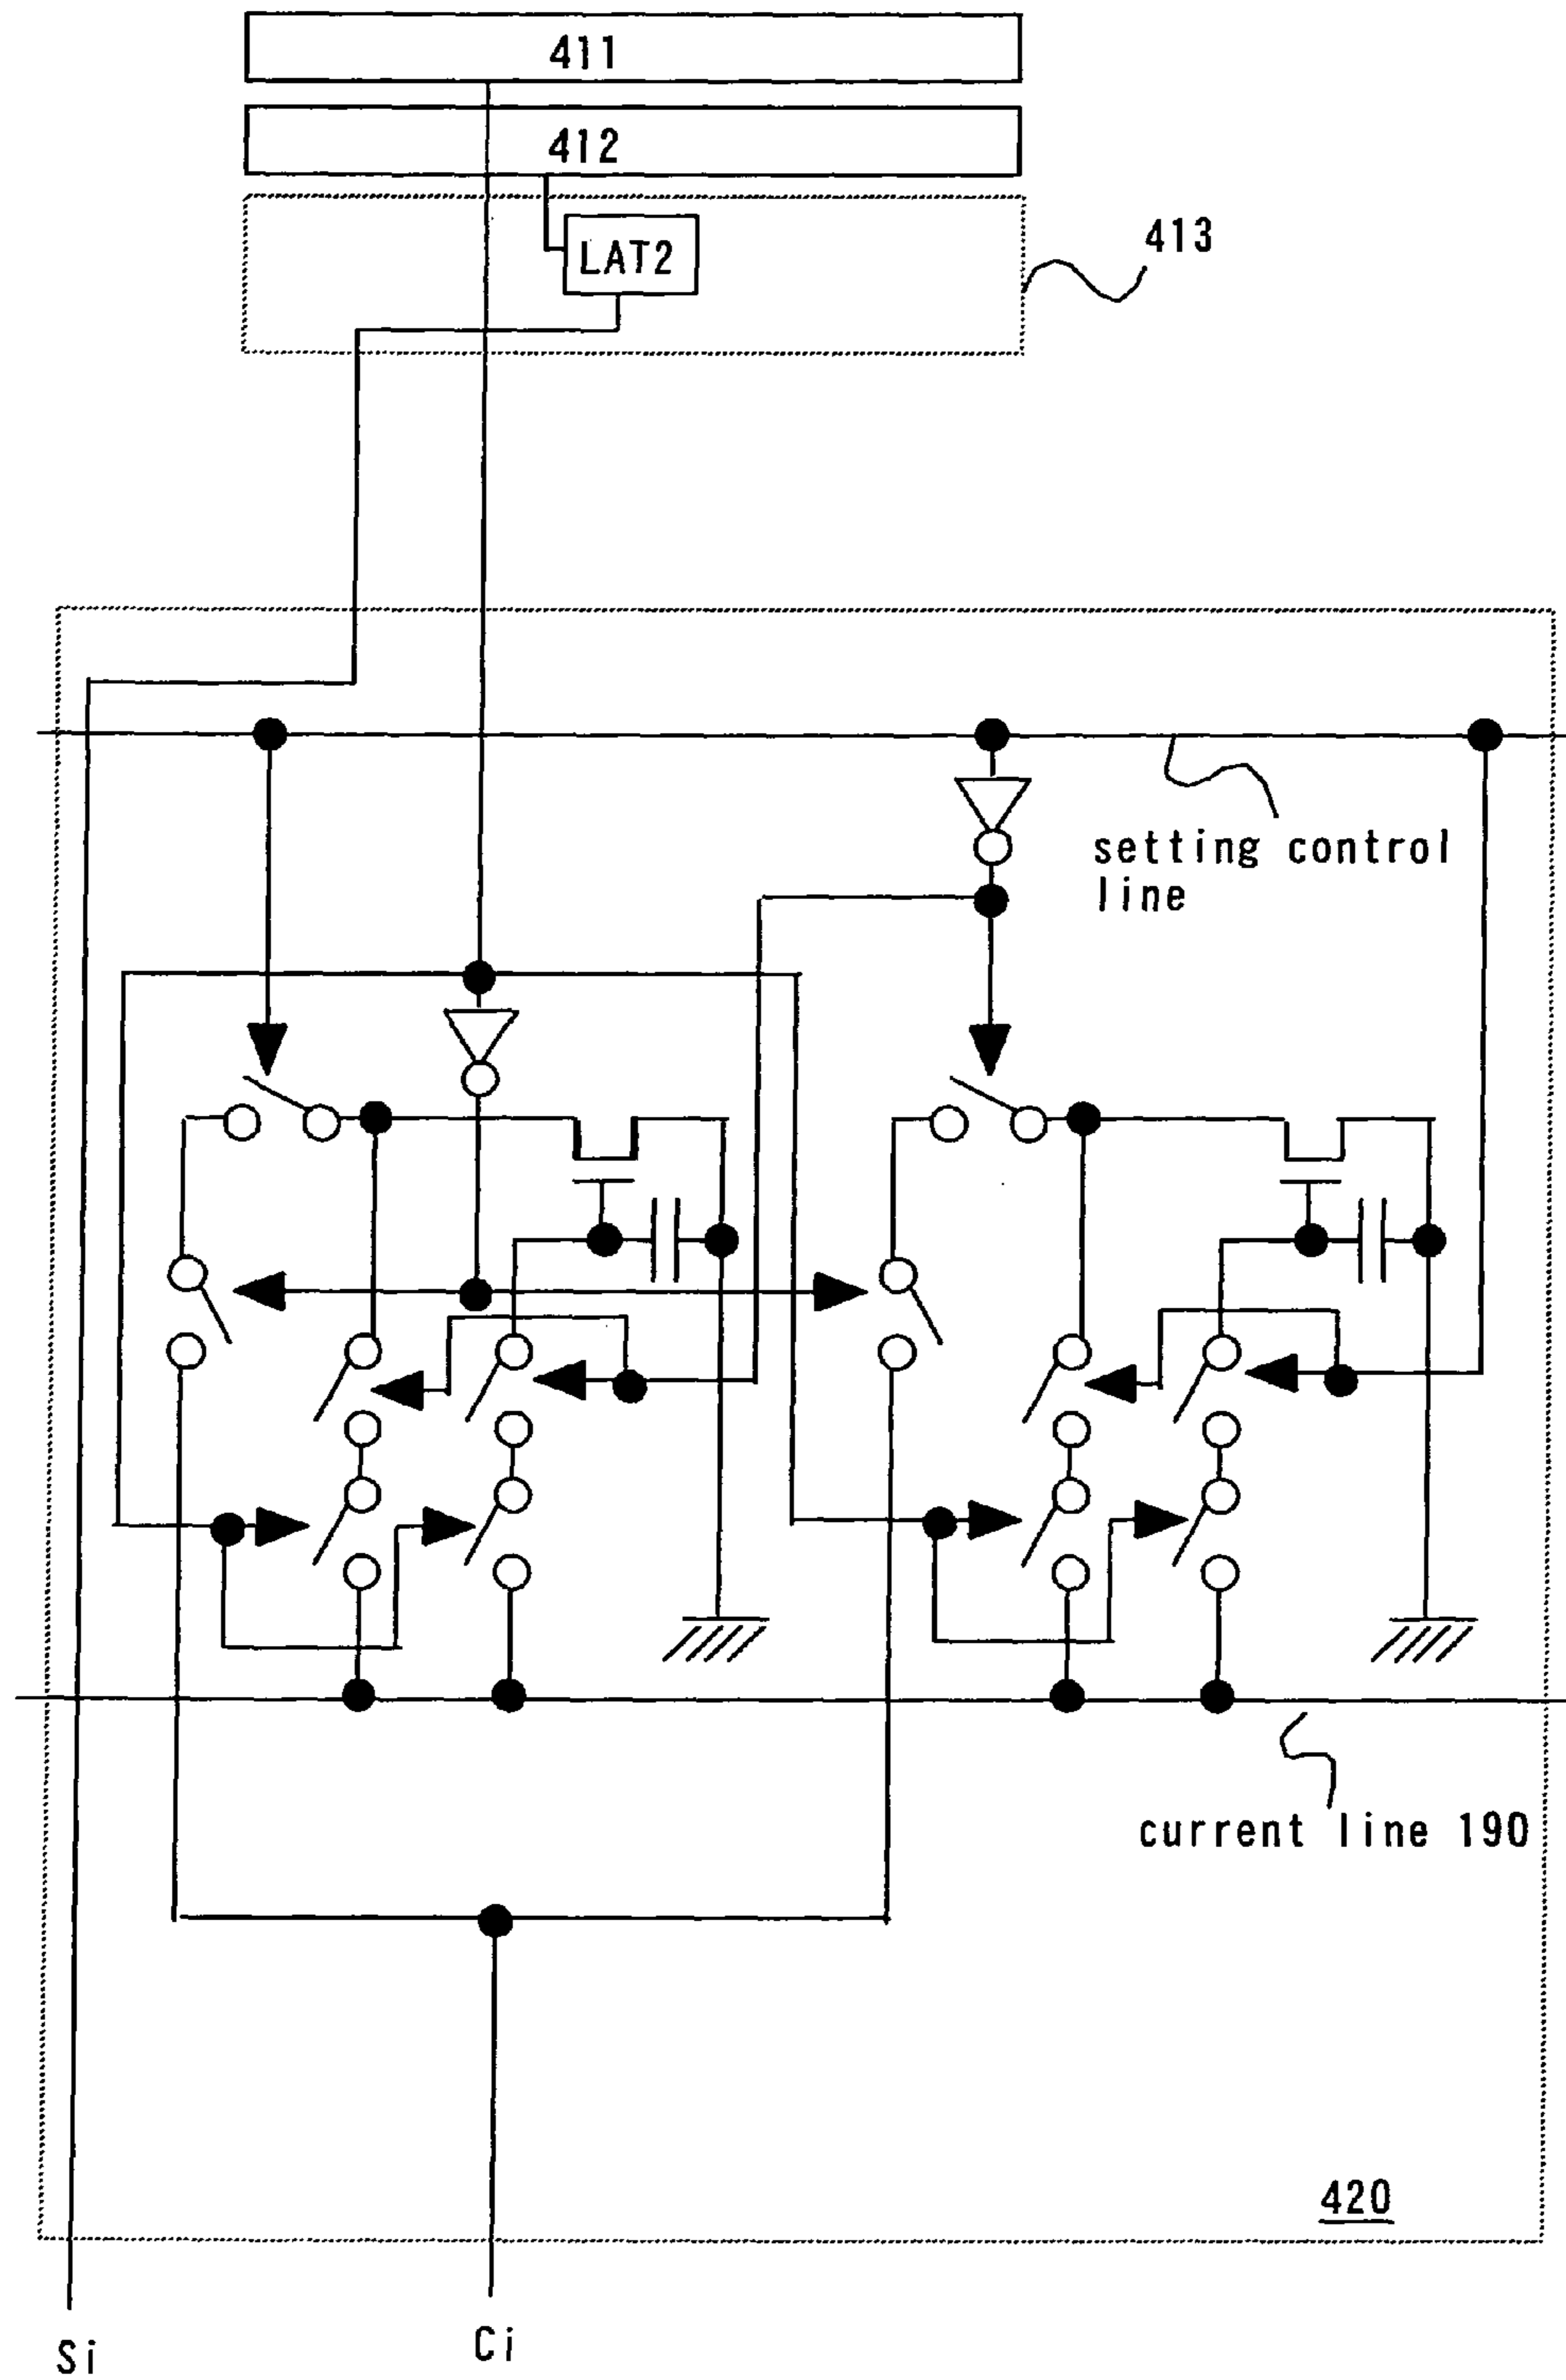 411
412
LAT2
413
setting control
line
current line 190
420
Si
Ci